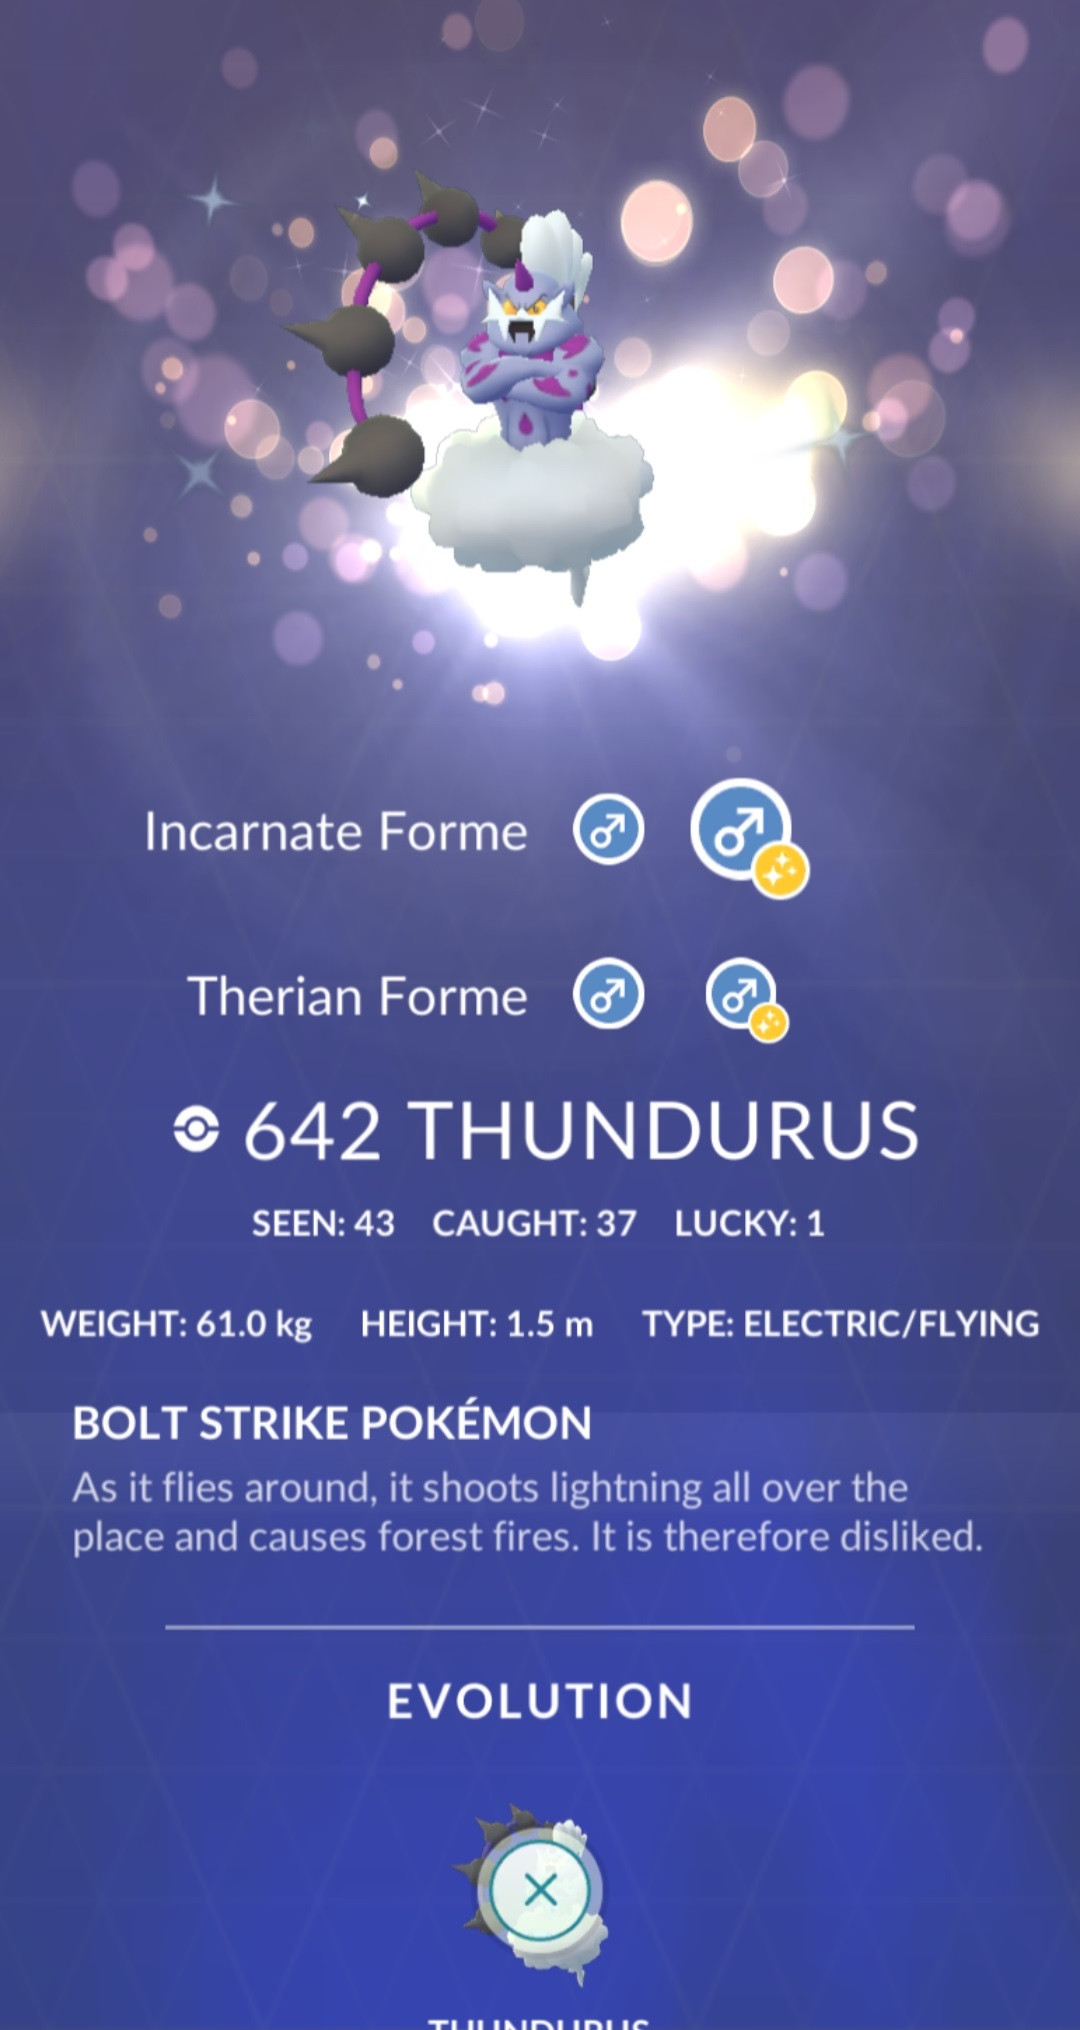 Incarnate Forme
Therian Forme
642 THUNDURUS
SEEN: 43 CAUGHT: 37 LUCKY: 1
WEIGHT: 61.0 kg HEIGHT: 1.5 m TYPE: ELECTRIC/FLYING
BOLT STRIKE POKÉMON
As it flies around, it shoots lightning all over the
place and causes forest fires. It is therefore disliked.
EVOLUTION
THUNDURUS